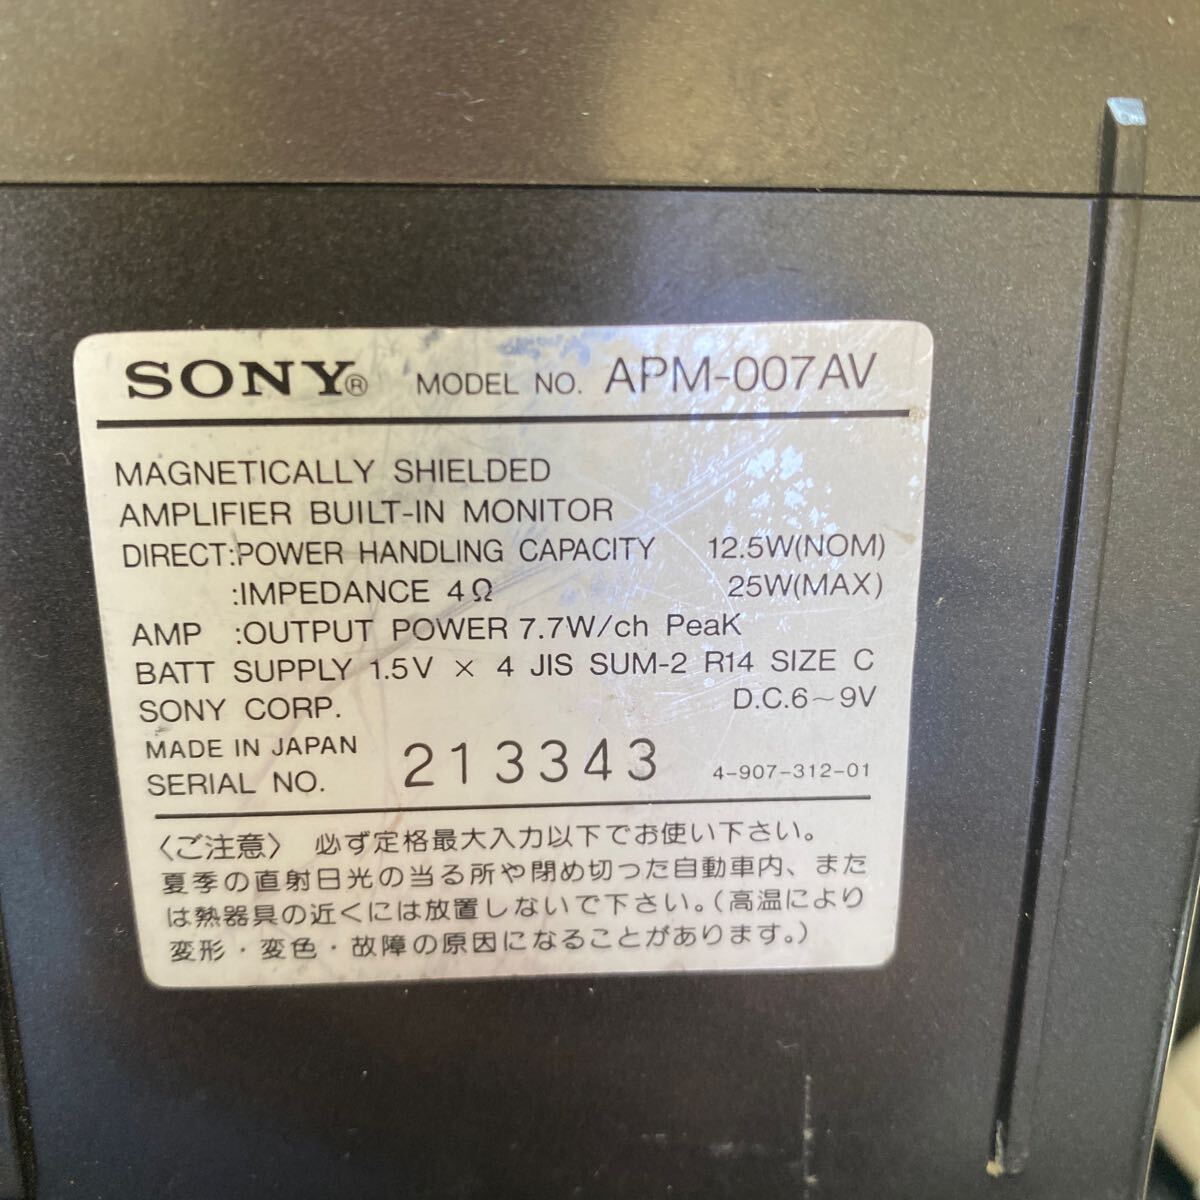 SONY® MODEL NO. APM-007AV
MAGNETICALLY SHIELDED
AMPLIFIER BUILT-IN MONITOR
DIRECT:POWER HANDLING CAPACITY 12.5W(NOM)
:IMPEDANCE 4Ω 25W(MAX)
AMP :OUTPUT POWER 7.7W/ch PeaK
BATT SUPPLY 1.5V × 4 JIS SUM-2 R14 SIZE C
SONY CORP. D.C.6~9V
MADE IN JAPAN
SERIAL NO. 213343 4-907-312-01
〈ご注意〉 必ず定格最大入力以下でお使い下さい。
夏季の直射日光の当る所や閉め切った自動車内、また
は熱器具の近くには放置しないで下さい。(高温により
変形・変色・故障の原因になることがあります。)